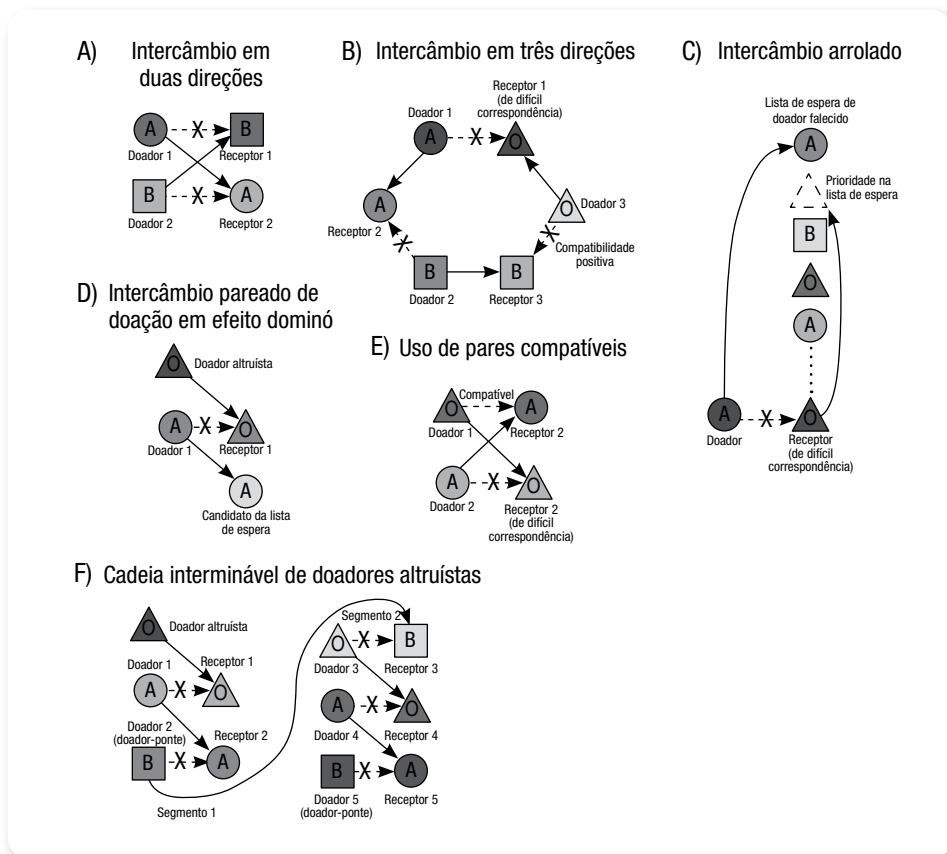 A) Intercâmbio em
duas direções
A X B
Doador 1 Receptor 1
B X A
Doador 2 Receptor 2
B) Intercâmbio em três direções
Receptor 1
(de difícil
correspondência)
Doador 1
A X O
A
Receptor 2
O Doador 3
X X Compatibilidade
positiva
B B
Doador 2 Receptor 3
C) Intercâmbio arrolado
Lista de espera de
doador falecido
A
Prioridade na
lista de espera
B
O
A
A X O
Doador Receptor
(de difícil
correspondência)
D) Intercâmbio pareado de
doação em efeito dominó
O Doador altruísta
A X O
Doador 1 Receptor 1
A
Candidato da lista
de espera
E) Uso de pares compatíveis
Compatível
O A
Doador 1 Receptor 2
A X O
Doador 2 Receptor 2
(de difícil
correspondência)
F) Cadeia interminável de doadores altruístas
O Doador altruísta
Doador 1 Receptor 1
A X O
Doador 2
(doador-ponte) Receptor 2
B X A
Segmento 1
Segmento 2
O X B
Doador 3 Receptor 3
A X O
Doador 4 Receptor 4
B X A
Doador 5
(doador-ponte) Receptor 5